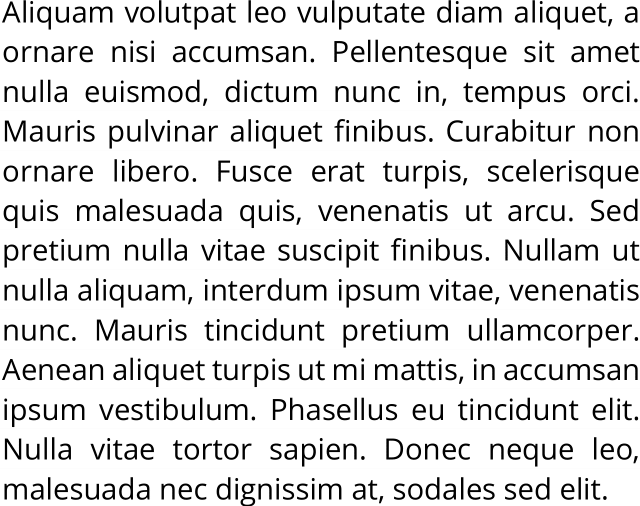 Aliquam volutpat leo vulputate diam aliquet, a
ornare nisi accumsan. Pellentesque sit amet
nulla euismod, dictum nunc in, tempus orci.
Mauris pulvinar aliquet finibus. Curabitur non
ornare libero. Fusce erat turpis, scelerisque
quis malesuada quis, venenatis ut arcu. Sed
pretium nulla vitae suscipit finibus. Nullam ut
nulla aliquam, interdum ipsum vitae, venenatis
nunc. Mauris tincidunt pretium ullamcorper.
Aenean aliquet turpis ut mi mattis, in accumsan
ipsum vestibulum. Phasellus eu tincidunt elit.
Nulla vitae tortor sapien. Donec neque leo,
malesuada nec dignissim at, sodales sed elit.